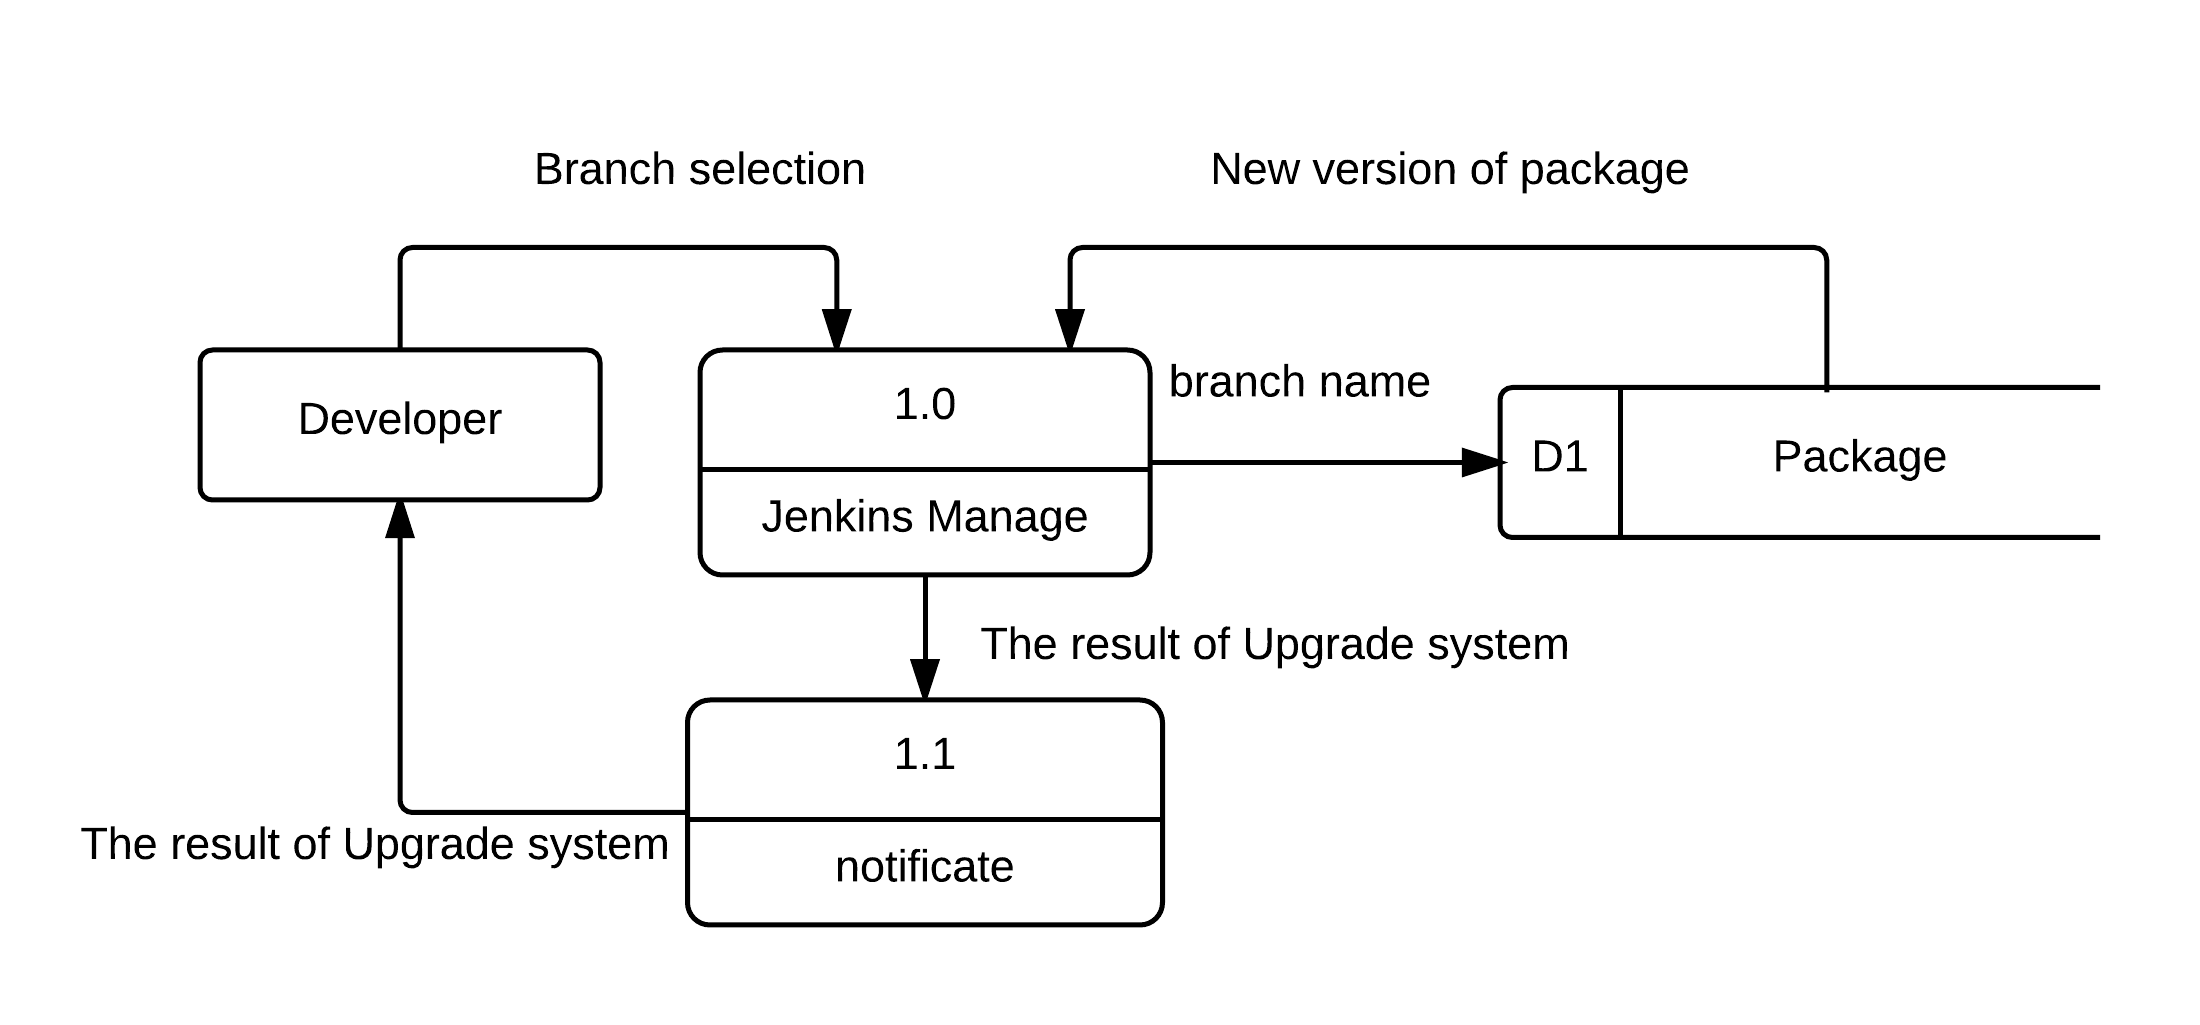 Branch selection
New version of package
Developer
1.0
Jenkins Manage
branch name
D1
Package
The result of Upgrade system
1.1
notificate
The result of Upgrade system